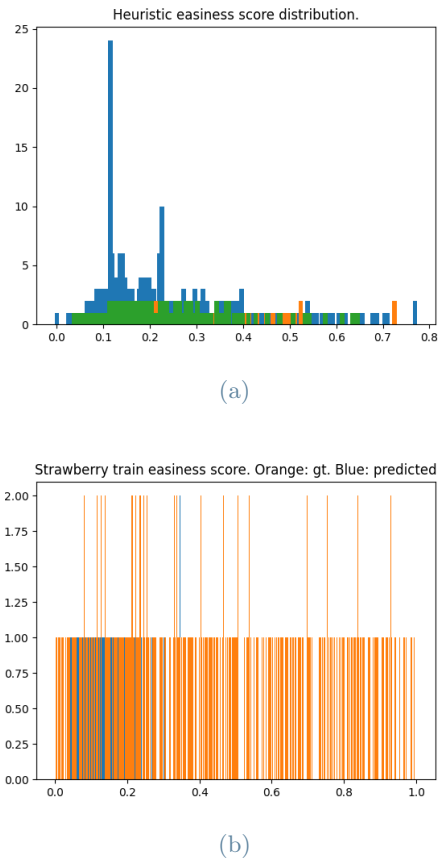 Heuristic easiness score distribution.
25
20
15
10
5
0
0.0 0.1 0.2 0.3 0.4 0.5 0.6 0.7 0.8
(a)
Strawberry train easiness score. Orange: gt. Blue: predicted
2.00
1.75
1.50
1.25
1.00
0.75
0.50
0.25
0.00
0.0 0.2 0.4 0.6 0.8 1.0
(b)